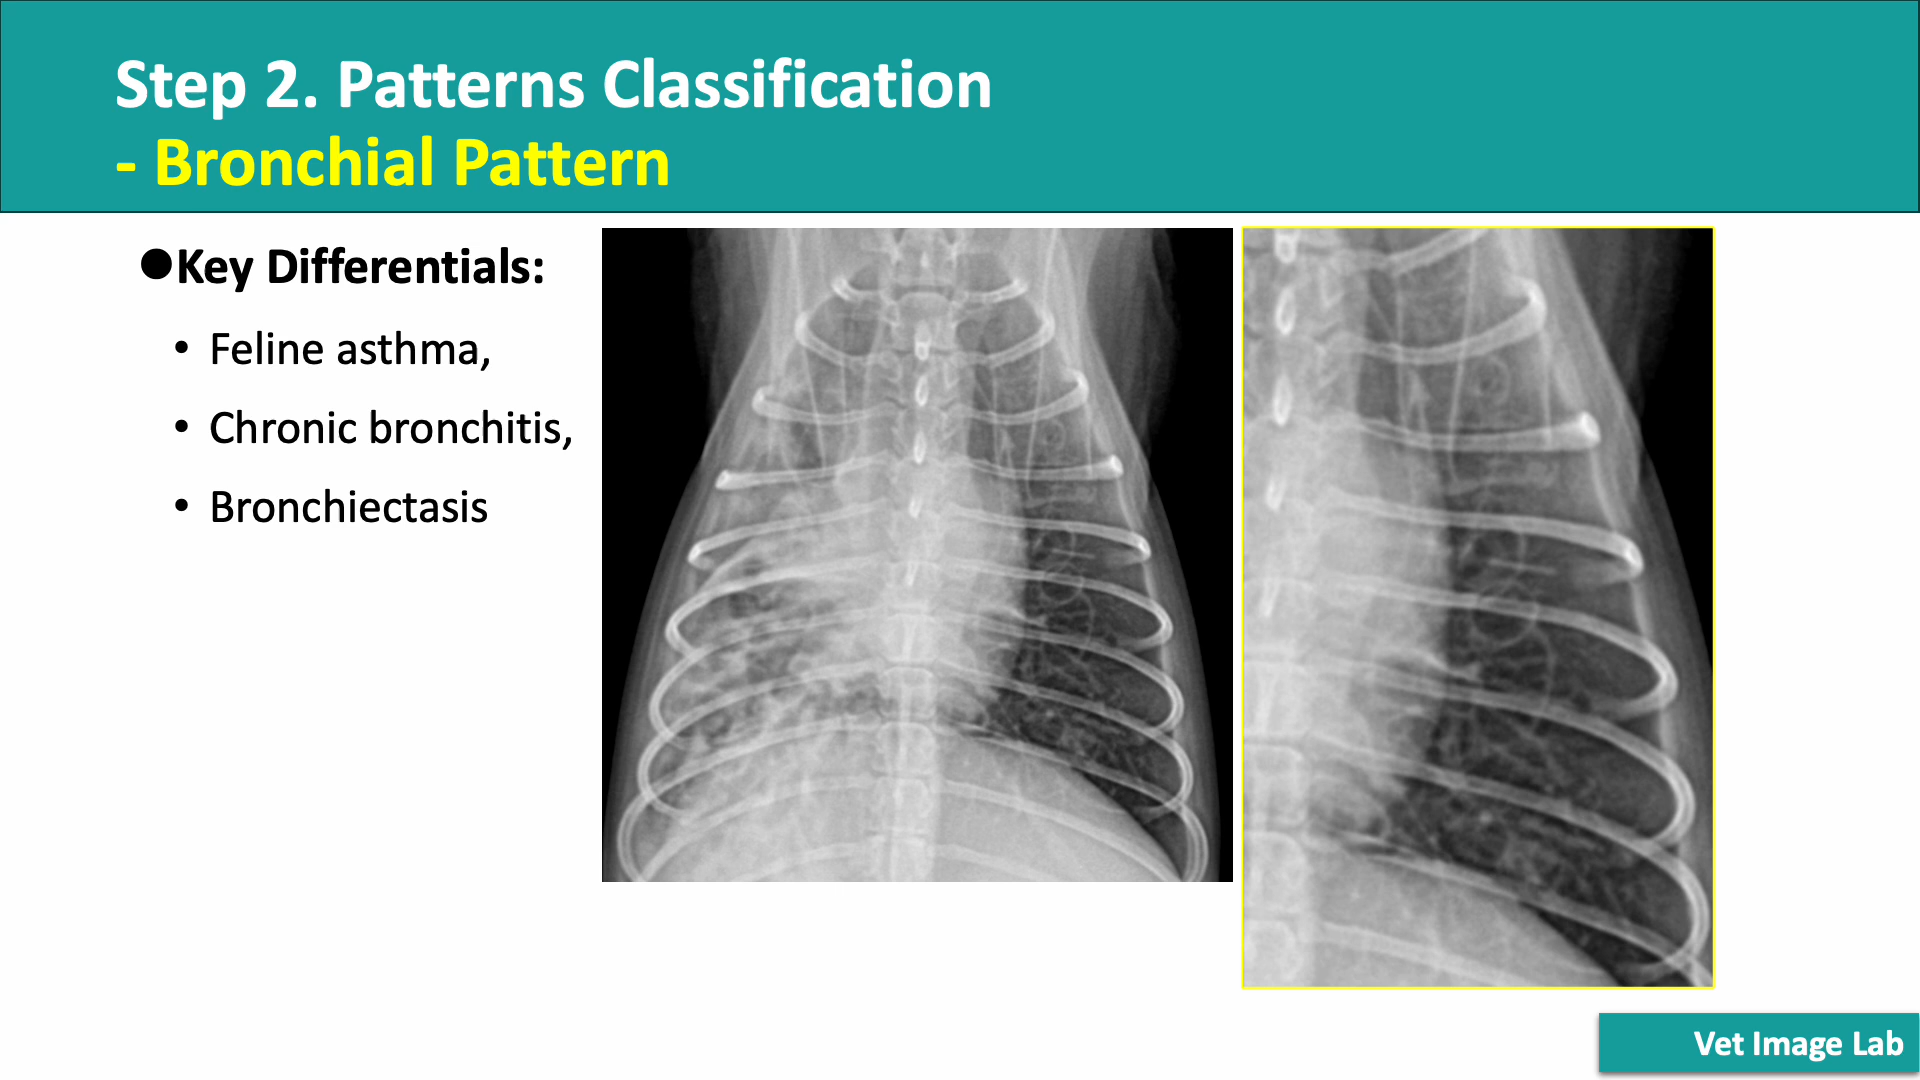 Step 2. Patterns Classification
- Bronchial Pattern
●Key Differentials:
• Feline asthma,
• Chronic bronchitis,
• Bronchiectasis
Vet Image Lab